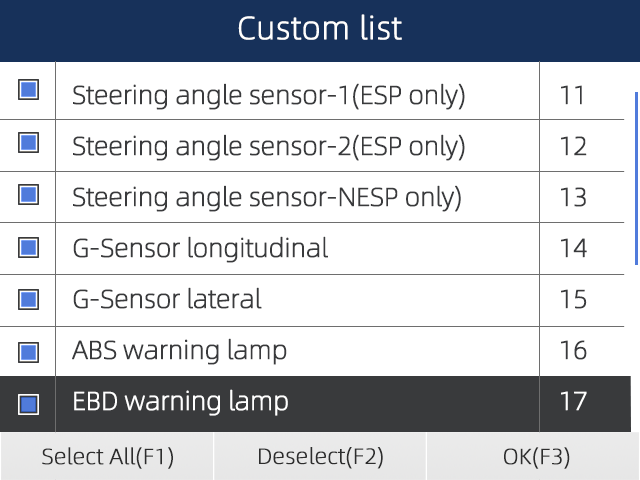 Custom list
Steering angle sensor-1(ESP only) 11
Steering angle sensor-2(ESP only) 12
Steering angle sensor-NESP only) 13
G-Sensor longitudinal 14
G-Sensor lateral 15
ABS warning lamp 16
EBD warning lamp 17
Select All(F1) Deselect(F2) OK(F3)